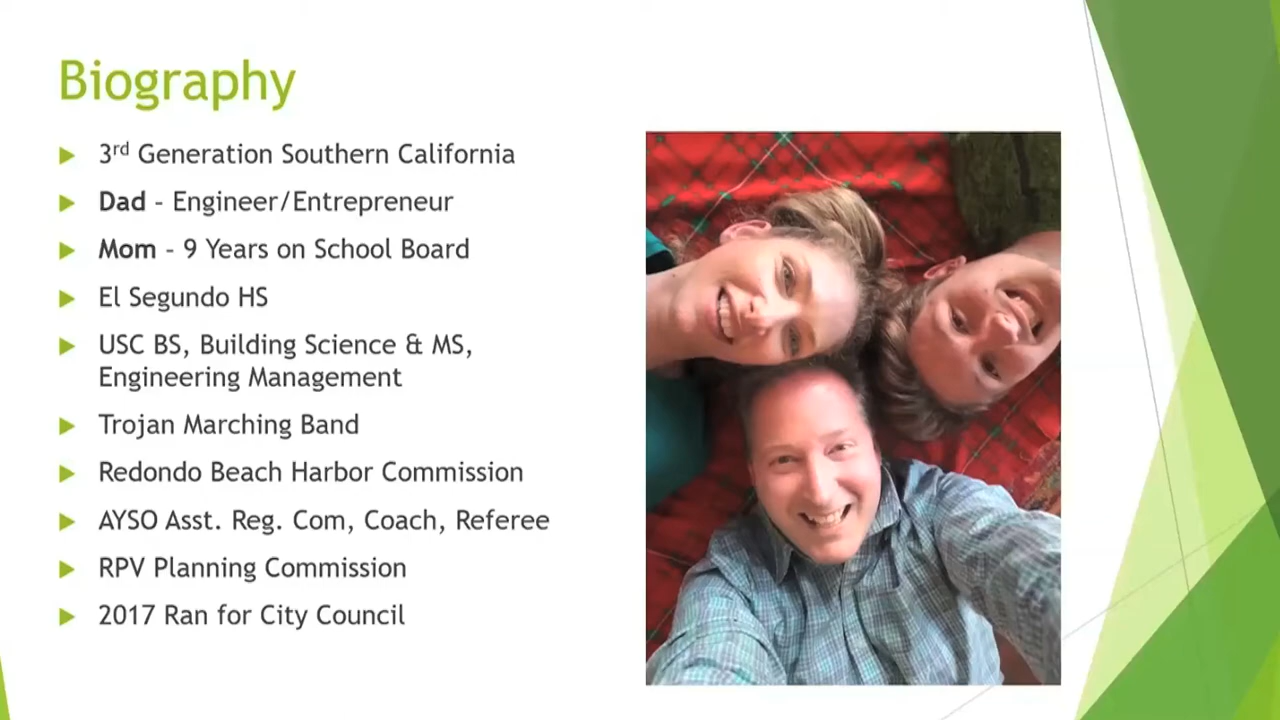 Biography
3rd Generation Southern California
Dad - Engineer/Entrepreneur
Mom - 9 Years on School Board
El Segundo HS
USC BS, Building Science & MS,
Engineering Management
Trojan Marching Band
Redondo Beach Harbor Commission
AYSO Asst. Reg. Com, Coach, Referee
RPV Planning Commission
2017 Ran for City Council